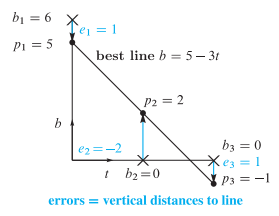 b₁ = 6
e₁ = 1
p₁ = 5
best line b = 5 − 3t
p₂ = 2
b
b₃ = 0
e₂ = −2
e₃ = 1
t
b₂ = 0
p₃ = −1
errors = vertical distances to line